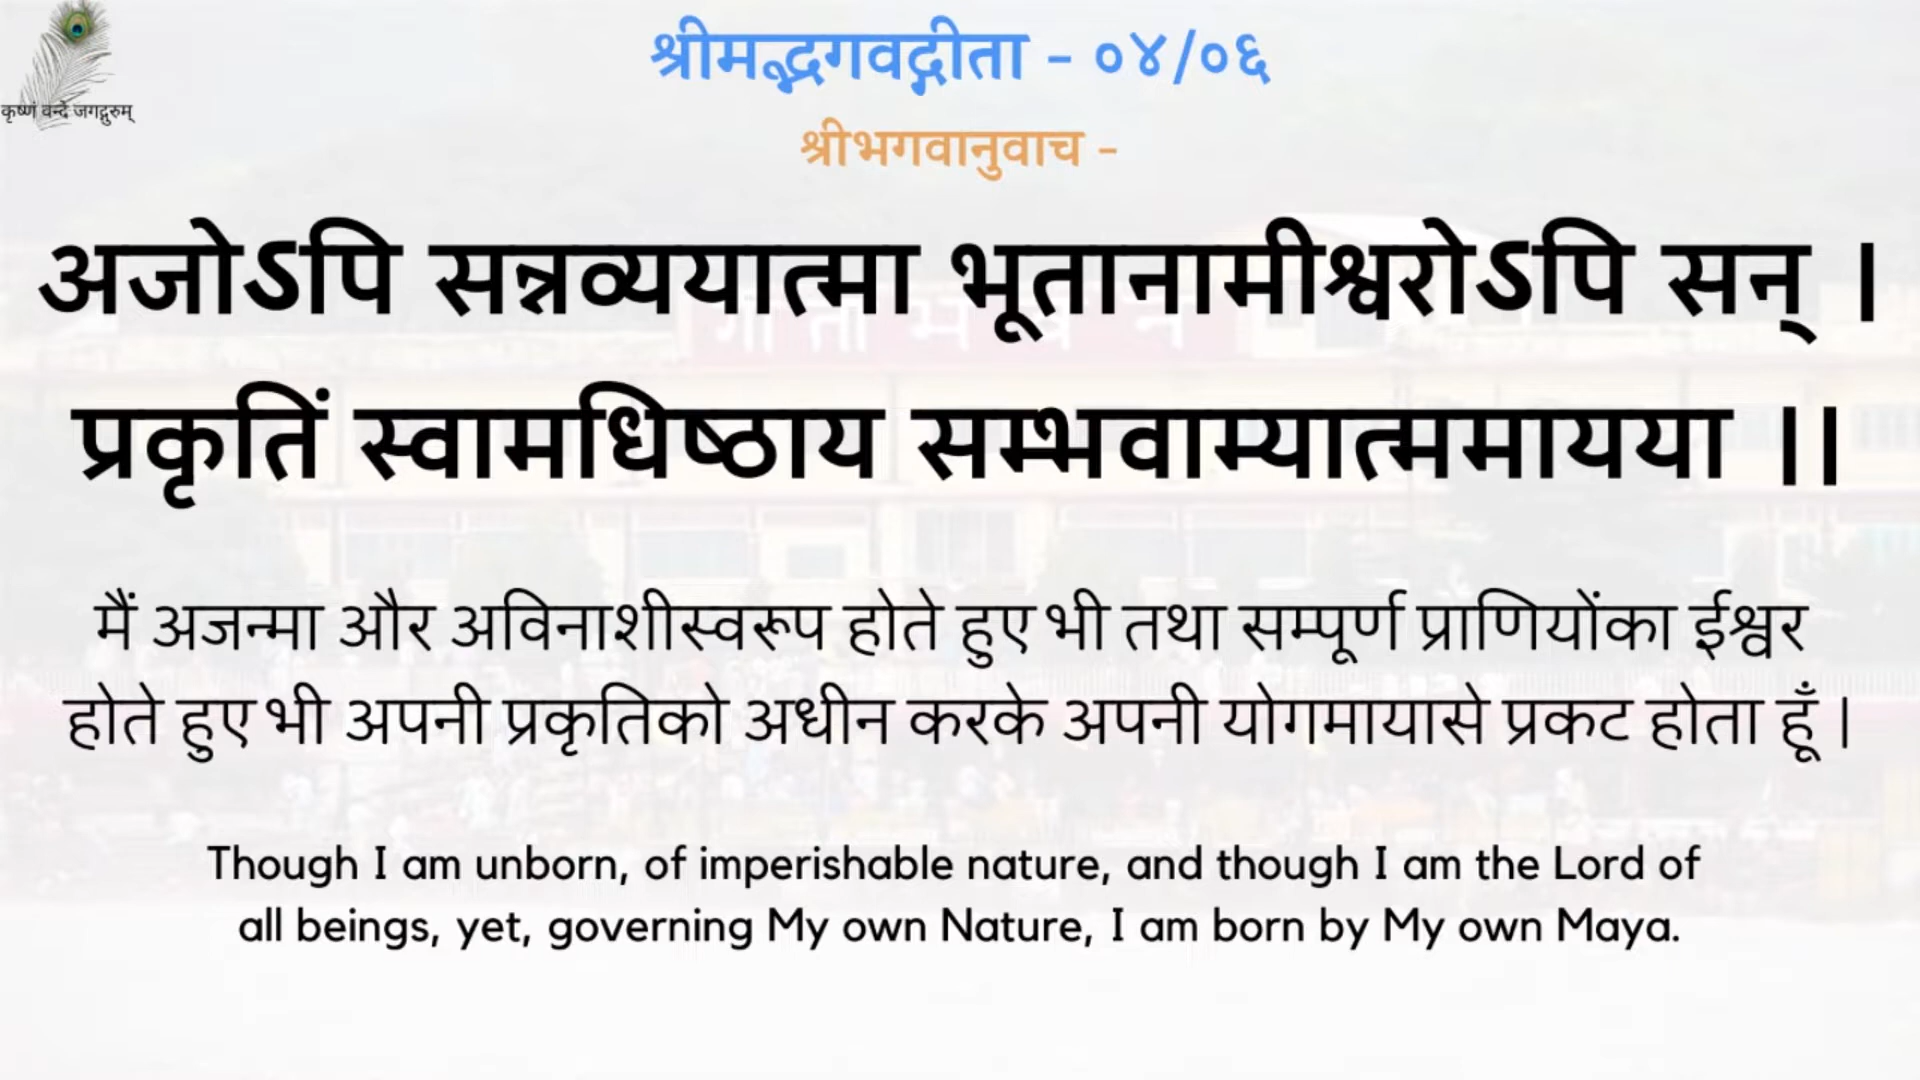 श्रीमद्भगवद्गीता - ०४/०६
कृष्णं वन्दे जगद्गुरुम्
श्रीभगवानुवाच -
अजोऽपि सन्नव्ययात्मा भूतानामीश्वरोऽपि सन् ।
प्रकृतिं स्वामधिष्ठाय सम्भवाम्यात्ममायया ।।
मैं अजन्मा और अविनाशीस्वरूप होते हुए भी तथा सम्पूर्ण प्राणियोंका ईश्वर
होते हुए भी अपनी प्रकृतिको अधीन करके अपनी योगमायासे प्रकट होता हूँ ।
Though I am unborn, of imperishable nature, and though I am the Lord of
all beings, yet, governing My own Nature, I am born by My own Maya.